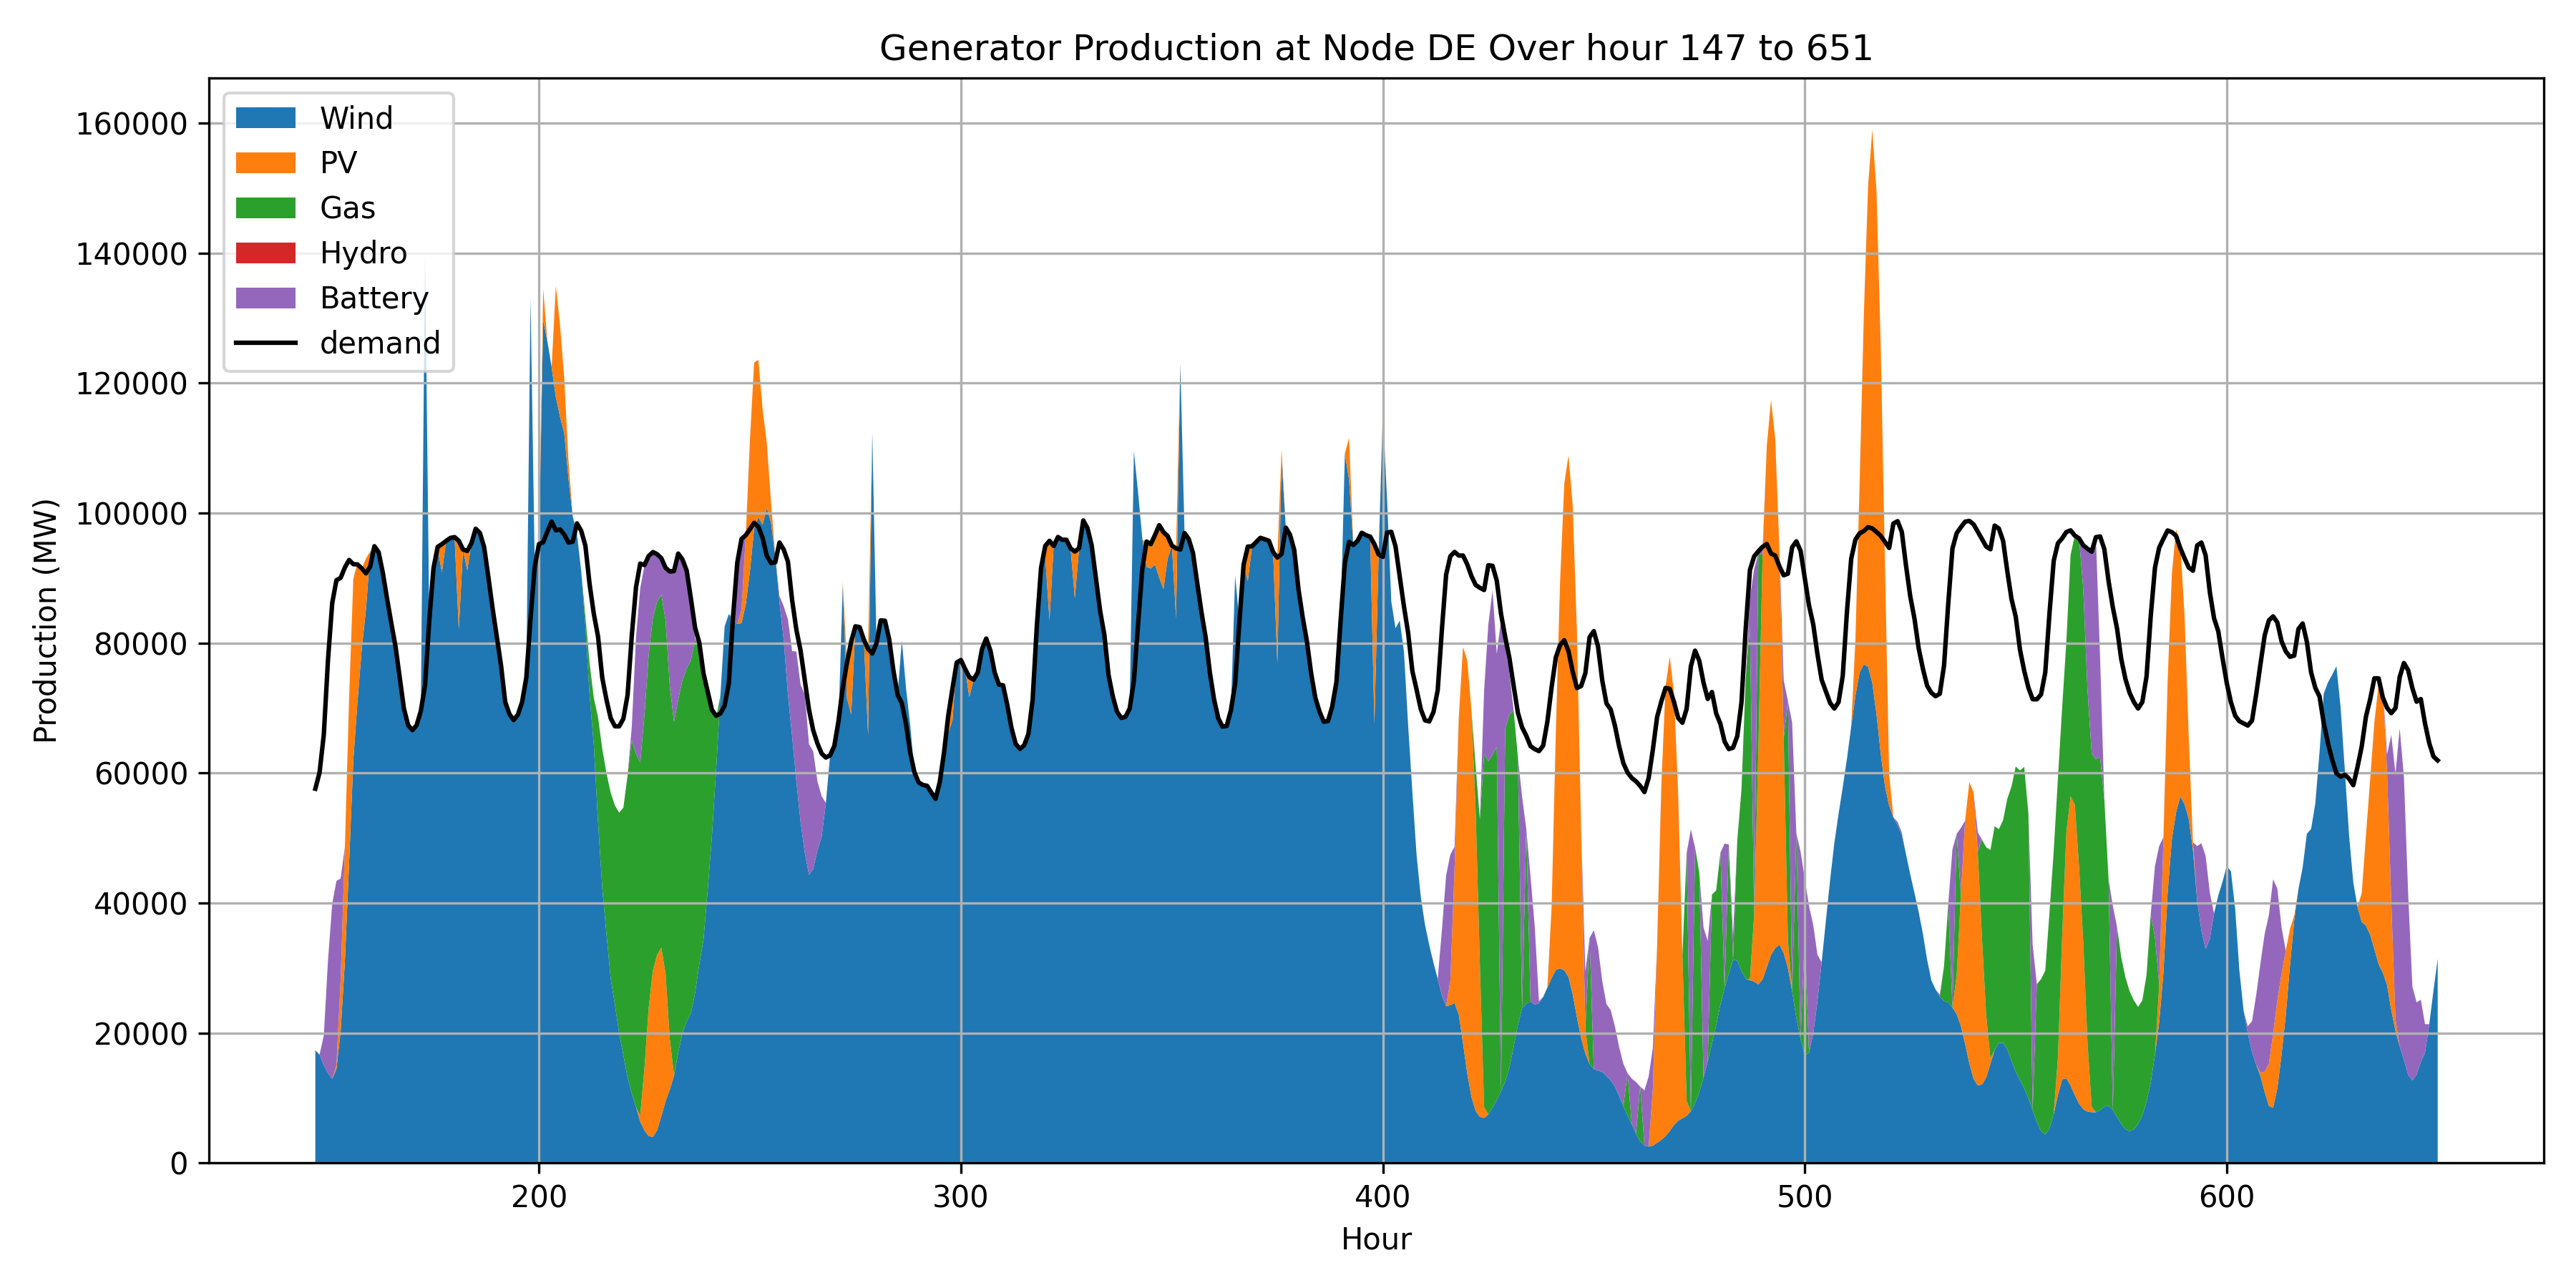 Generator Production at Node DE Over hour 147 to 651
Production (MW)
160000
140000
120000
100000
80000
60000
40000
20000
0
Wind
PV
Gas
Hydro
Battery
demand
200
300
400
500
600
Hour